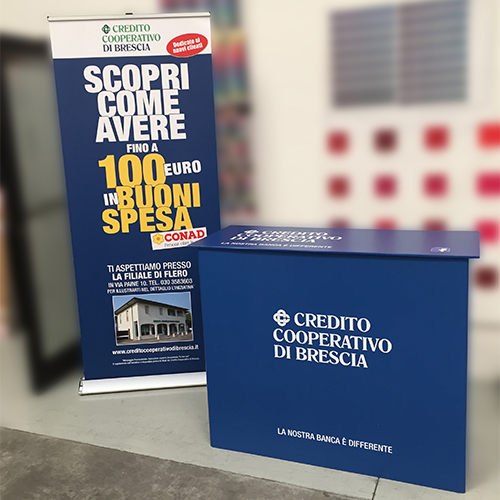 CREDITO
COOPERATIVO
DI BRESCIA
Dedicato ai
nuovi clienti
SCOPRI
COME
AVERE
FINO A
100 EURO
IN BUONI
SPESA
CONAD
TI ASPETTIAMO PRESSO
LA FILIALE DI FLERO
IN VIA PAINE 10. TEL. 030 3583603
PER ILLUSTRARTI NEL DETTAGLIO L'INIZIATIVA
www.creditocooperativodibrescia.it
CREDITO
COOPERATIVO
DI BRESCIA
LA NOSTRA BANCA È DIFFERENTE
CREDITO
COOPERATIVO
DI BRESCIA
LA NOSTRA BANCA È DIFFERENTE